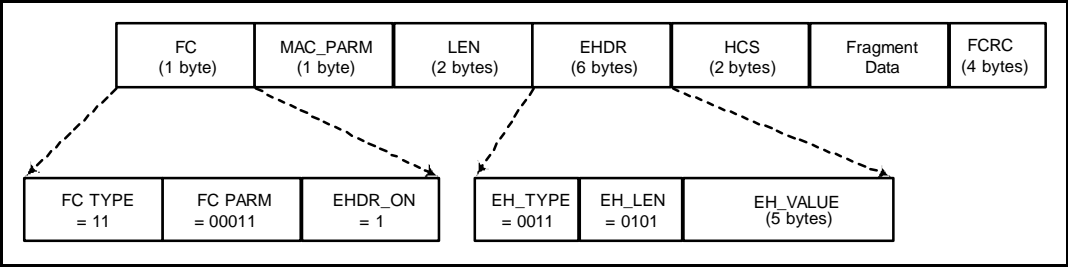 FC
(1 byte)
MAC_PARM
(1 byte)
LEN
(2 bytes)
EHDR
(6 bytes)
HCS
(2 bytes)
Fragment
Data
FCRC
(4 bytes)
FC TYPE
= 11
FC PARM
= 00011
EHDR_ON
= 1
EH_TYPE
= 0011
EH_LEN
= 0101
EH_VALUE
(5 bytes)